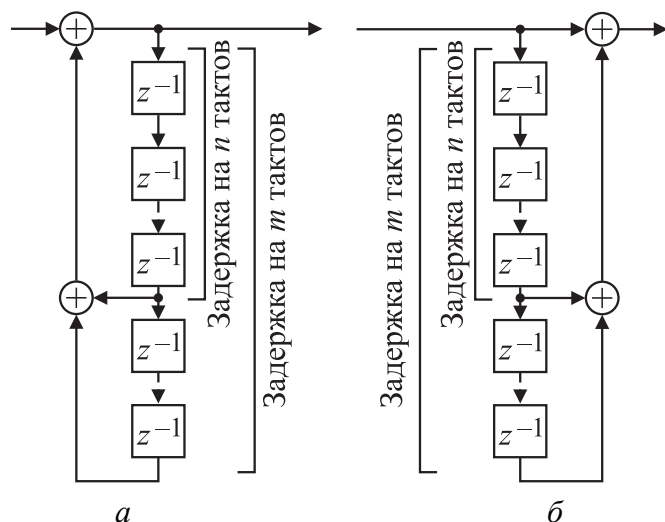 +
z⁻¹
z⁻¹
z⁻¹
+
z⁻¹
z⁻¹
Задержка на n тактов
Задержка на m тактов
а
+
Задержка на m тактов
Задержка на n тактов
z⁻¹
z⁻¹
z⁻¹
+
z⁻¹
z⁻¹
б